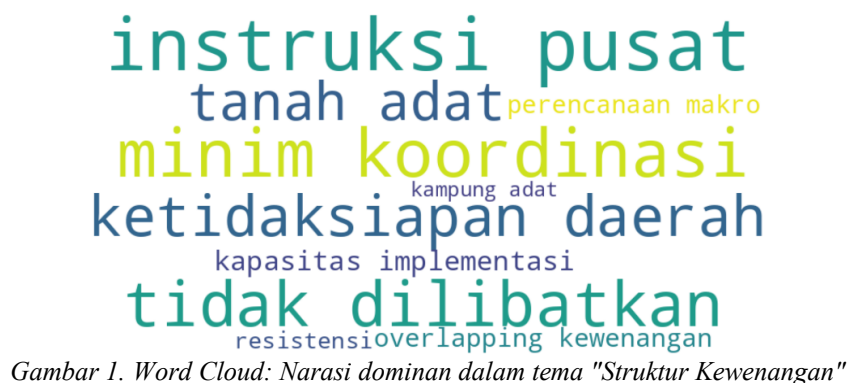 instruksi pusat
tanah adat perencanaan makro
minim koordinasi
kampung adat
ketidaksiapan daerah
kapasitas implementasi
tidak dilibatkan
resistensi overlapping kewenangan
Gambar 1. Word Cloud: Narasi dominan dalam tema "Struktur Kewenangan"